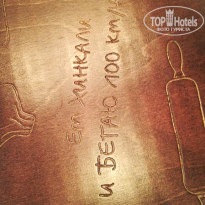 TOP Hotels
ФОТО ТУРИСТА
Ем хинкали
и бегаю 100 км/ч